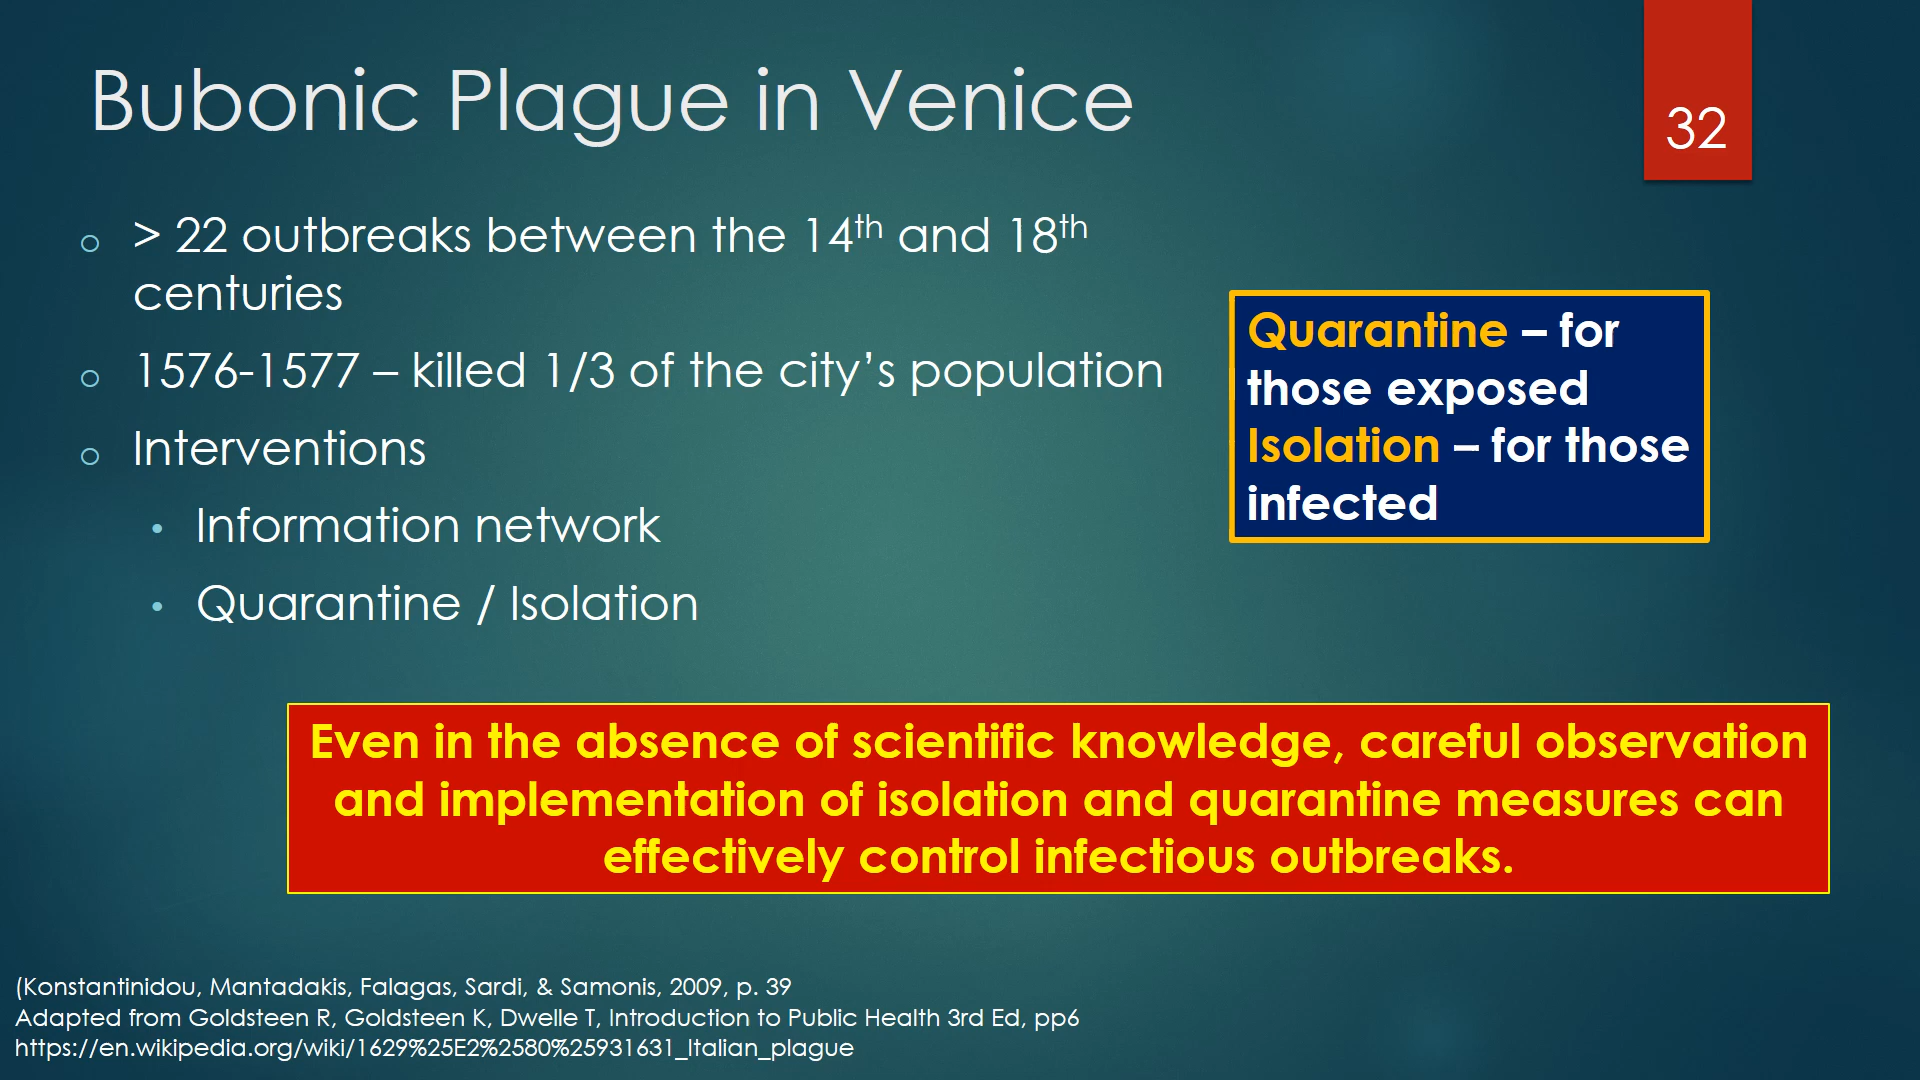 Bubonic Plague in Venice
32
> 22 outbreaks between the 14th and 18th
centuries
1576-1577 – killed 1/3 of the city’s population
Interventions
Information network
Quarantine / Isolation
Quarantine – for
those exposed
Isolation – for those
infected
Even in the absence of scientific knowledge, careful observation
and implementation of isolation and quarantine measures can
effectively control infectious outbreaks.
(Konstantinidou, Mantadakis, Falagas, Sardi, & Samonis, 2009, p. 39
Adapted from Goldsteen R, Goldsteen K, Dwelle T, Introduction to Public Health 3rd Ed, pp6
https://en.wikipedia.org/wiki/1629%25E2%2580%25931631_Italian_plague